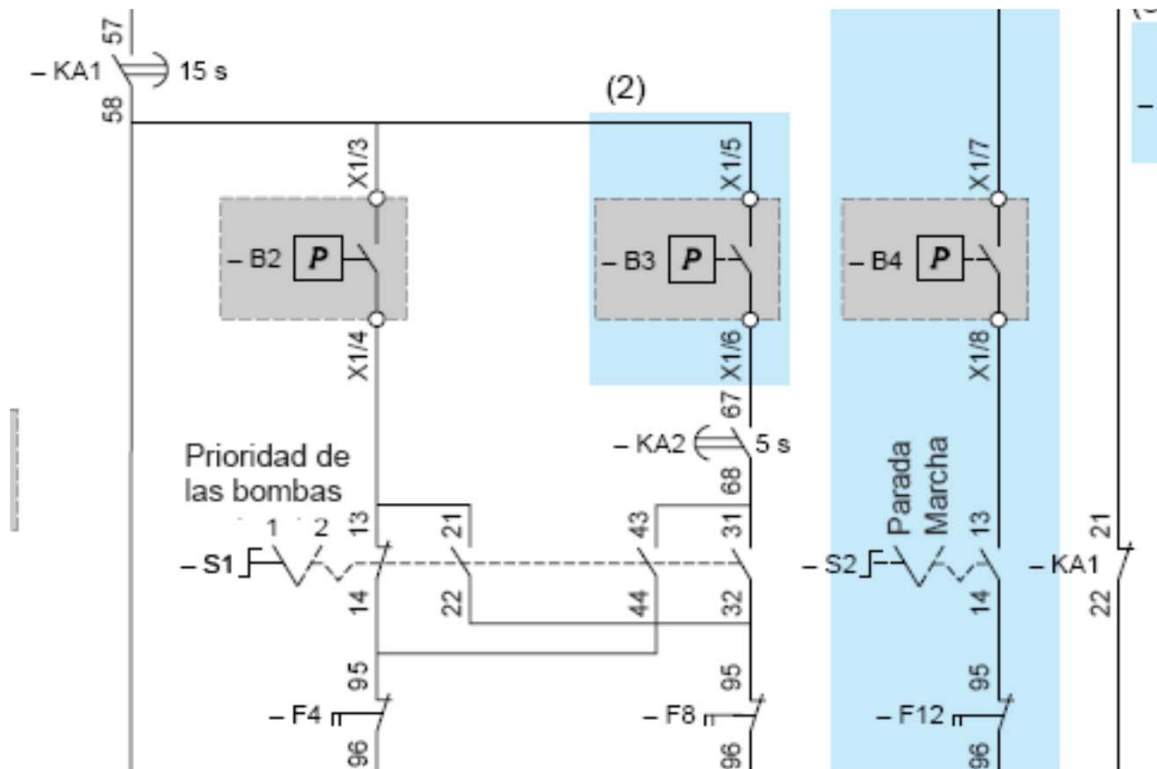 57
– KA1
15 s
58
(2)
X1/3
X1/5
X1/7
– B2
P
– B3
P
– B4
P
X1/4
X1/6
X1/8
67
– KA2
5 s
68
Prioridad de
las bombas
1 2
– S1
13
21
43
31
14
22
44
32
Parada
Marcha
– S2
13
14
– KA1
21
22
95
– F4
96
95
– F8
96
95
– F12
96
–